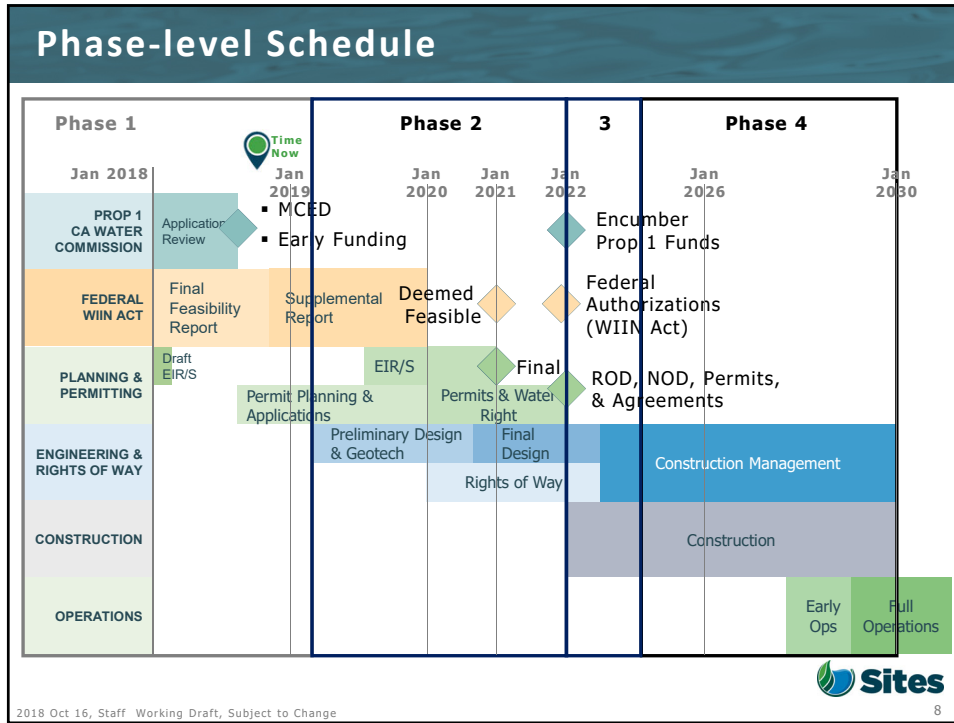 Phase-level Schedule
Phase 1
Phase 2
3
Phase 4
Time
Now
Jan 2018
Jan
2019
Jan
2020
Jan
2021
Jan
2022
Jan
2026
Jan
2030
PROP 1
CA WATER
COMMISSION
Application
Review
▪ MCED
▪ Early Funding
Encumber
Prop 1 Funds
FEDERAL
WIIN ACT
Final
Feasibility
Report
Supplemental
Report
Deemed
Feasible
Federal
Authorizations
(WIIN Act)
PLANNING &
PERMITTING
Draft
EIR/S
EIR/S
Final
Permit Planning &
Applications
Permits & Water
Right
ROD, NOD, Permits,
& Agreements
ENGINEERING &
RIGHTS OF WAY
Preliminary Design
& Geotech
Final
Design
Rights of Way
Construction Management
CONSTRUCTION
Construction
OPERATIONS
Early
Ops
Full
Operations
Sites
2018 Oct 16, Staff Working Draft, Subject to Change
8